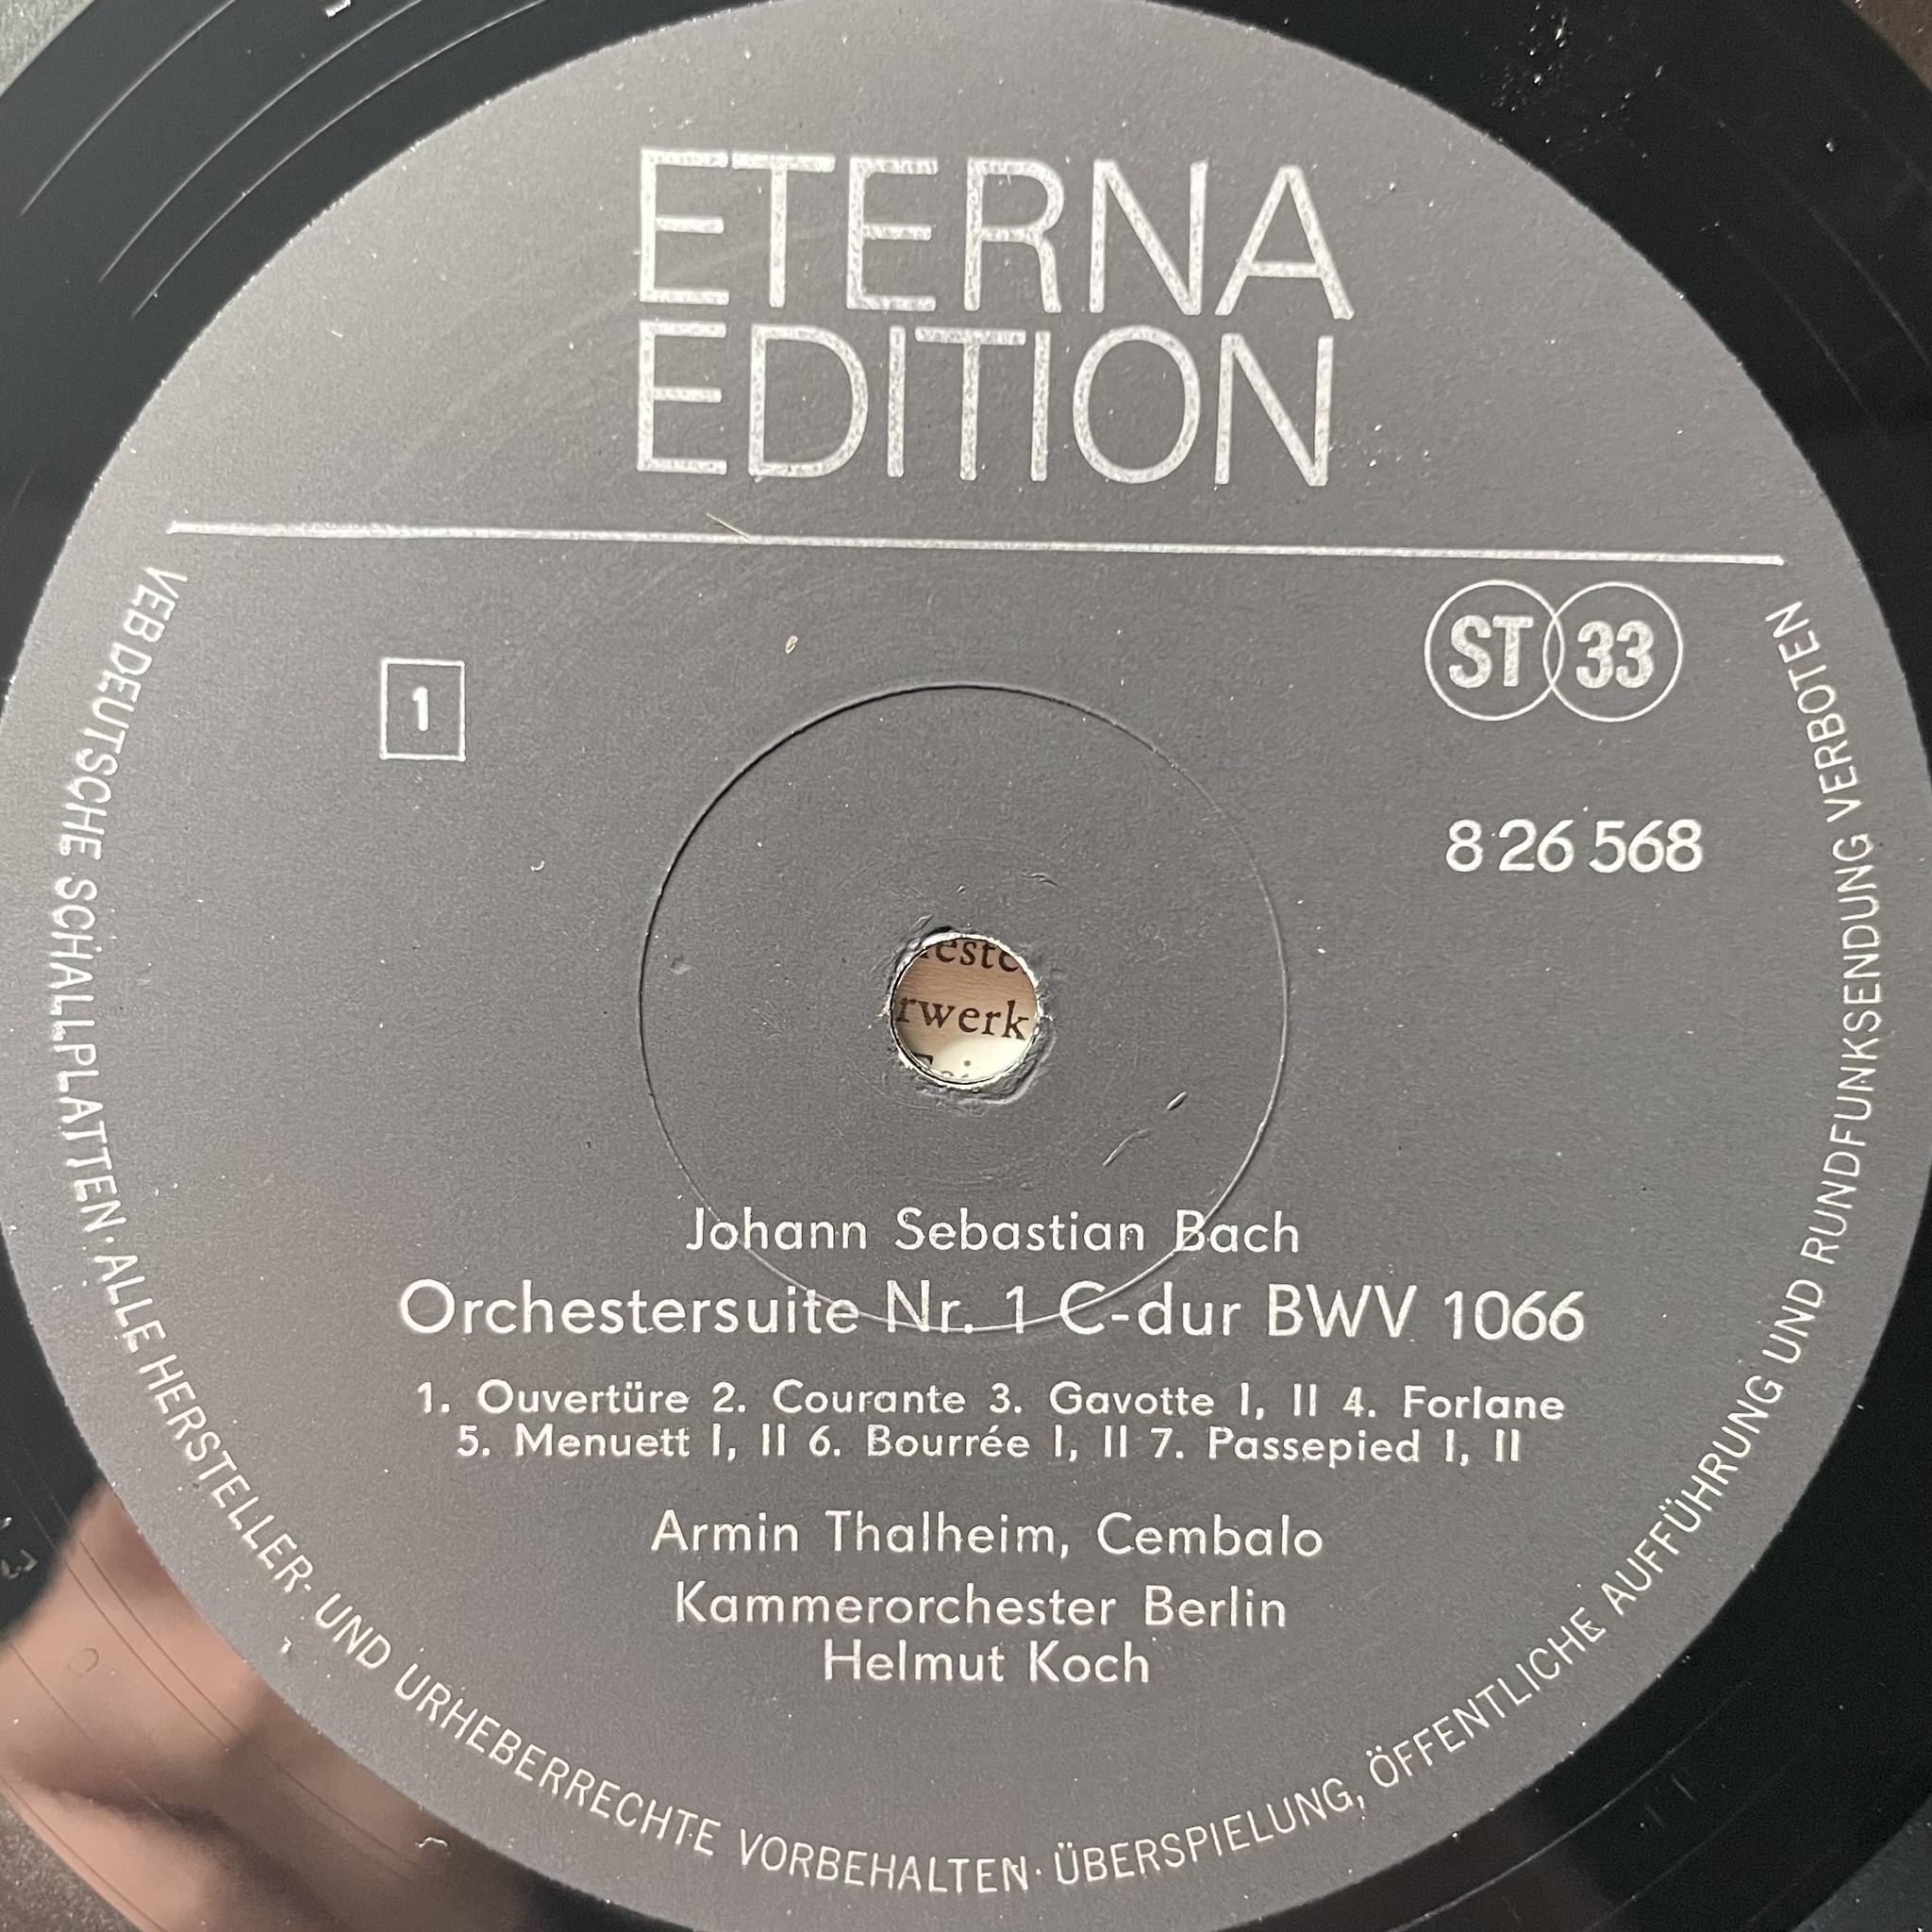 ETERNA
EDITION
ST 33
1
8 26 568
rwerk
Johann Sebastian Bach
Orchestersuite Nr. 1 C-dur BWV 1066
1. Ouvertüre 2. Courante 3. Gavotte I, II 4. Forlane
5. Menuett I, II 6. Bourrée I, II 7. Passepied I, II
Armin Thalheim, Cembalo
Kammerorchester Berlin
Helmut Koch
VEB DEUTSCHE SCHALLPLATTEN · ALLE HERSTELLER- UND URHEBERRECHTE VORBEHALTEN · ÜBERSPIELUNG, ÖFFENTLICHE AUFFÜHRUNG UND RUNDFUNKSENDUNG VERBOTEN